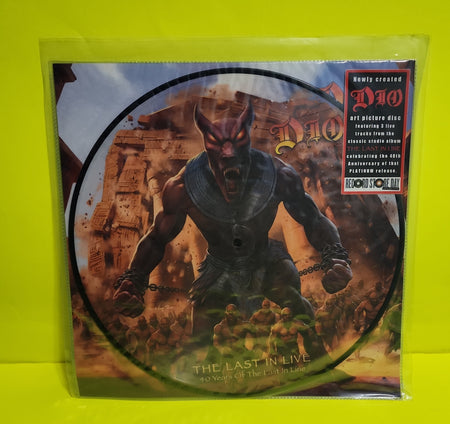 Newly created
DIO
art picture disc
featuring 5 live
tracks from the
classic studio album
THE LAST IN LINE
celebrating the 40th
Anniversary of that
PLATINUM release.
RECORD STORE DAY
DIO
THE LAST IN LIVE
40 Years Of The Last In Line